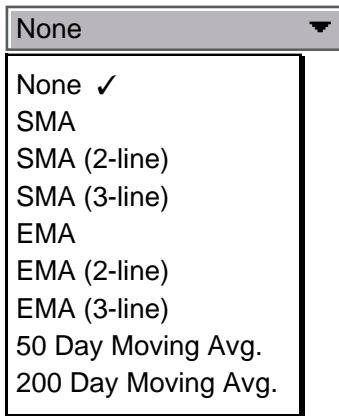 None
None ✓
SMA
SMA (2-line)
SMA (3-line)
EMA
EMA (2-line)
EMA (3-line)
50 Day Moving Avg.
200 Day Moving Avg.